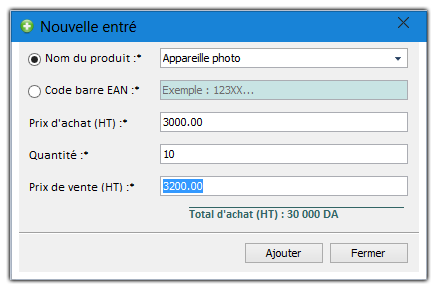 Nouvelle entré
Nom du produit :* Appareille photo
Code barre EAN :* Exemple : 123XX...
Prix d'achat (HT) :* 3000.00
Quantité :* 10
Prix de vente (HT) :* 3200.00
Total d'achat (HT) : 30 000 DA
Ajouter Fermer